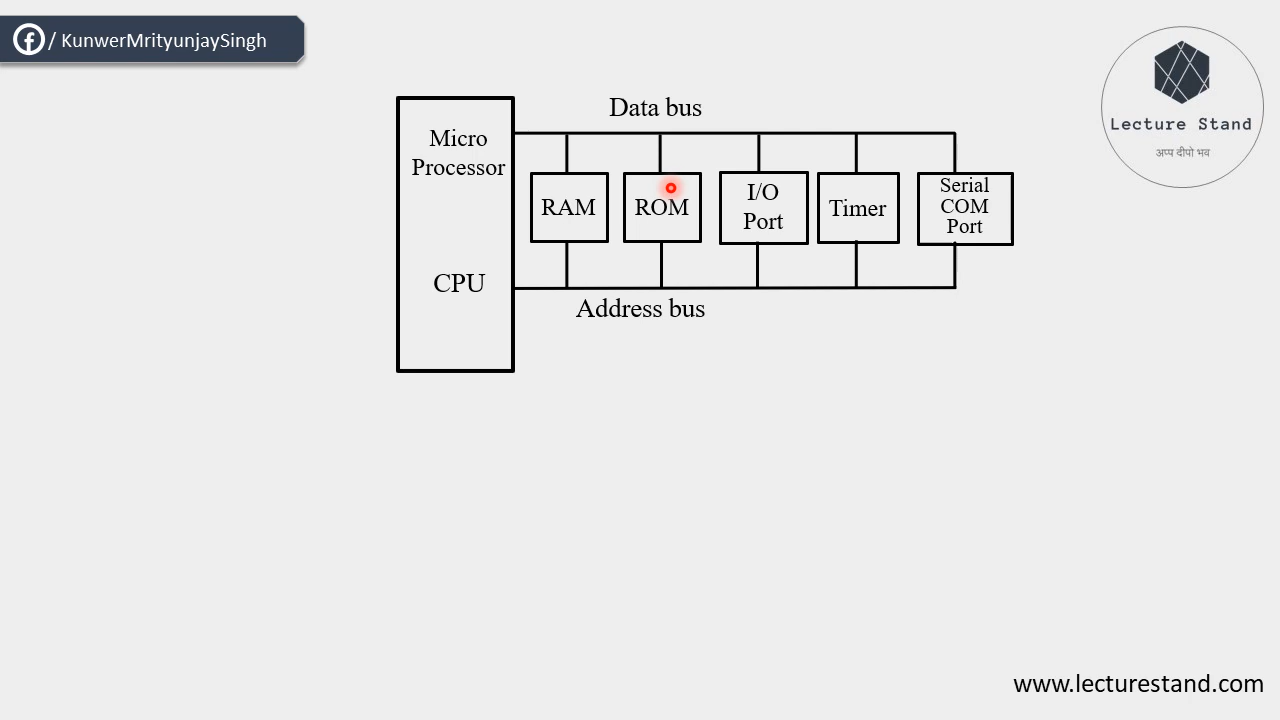 / KunwerMrityunjaySingh
Lecture Stand
अप्प दीपो भव
Data bus
Micro
Processor
CPU
RAM
ROM
I/O
Port
Timer
Serial
COM
Port
Address bus
www.lecturestand.com